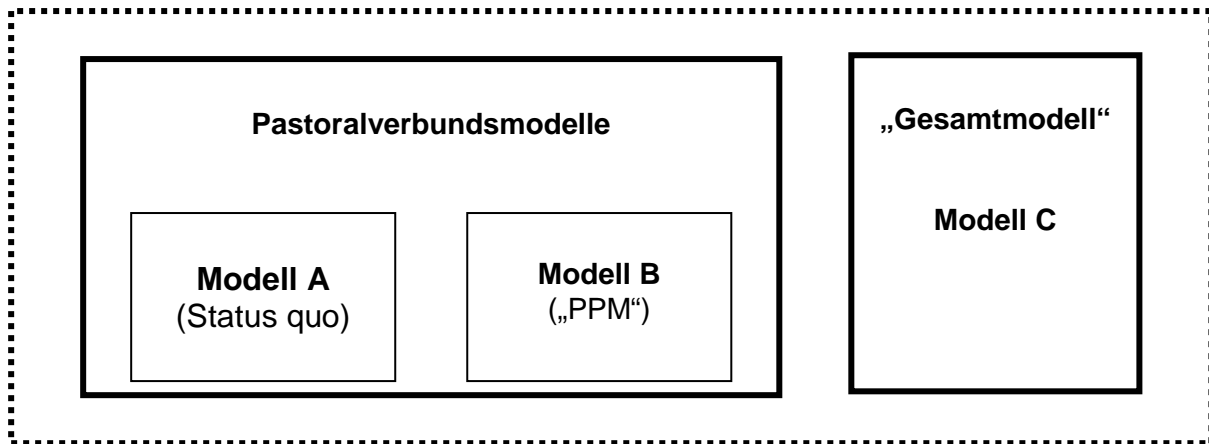 Pastoralverbundsmodelle
Modell A
(Status quo)
Modell B
(„PPM“)
„Gesamtmodell“
Modell C